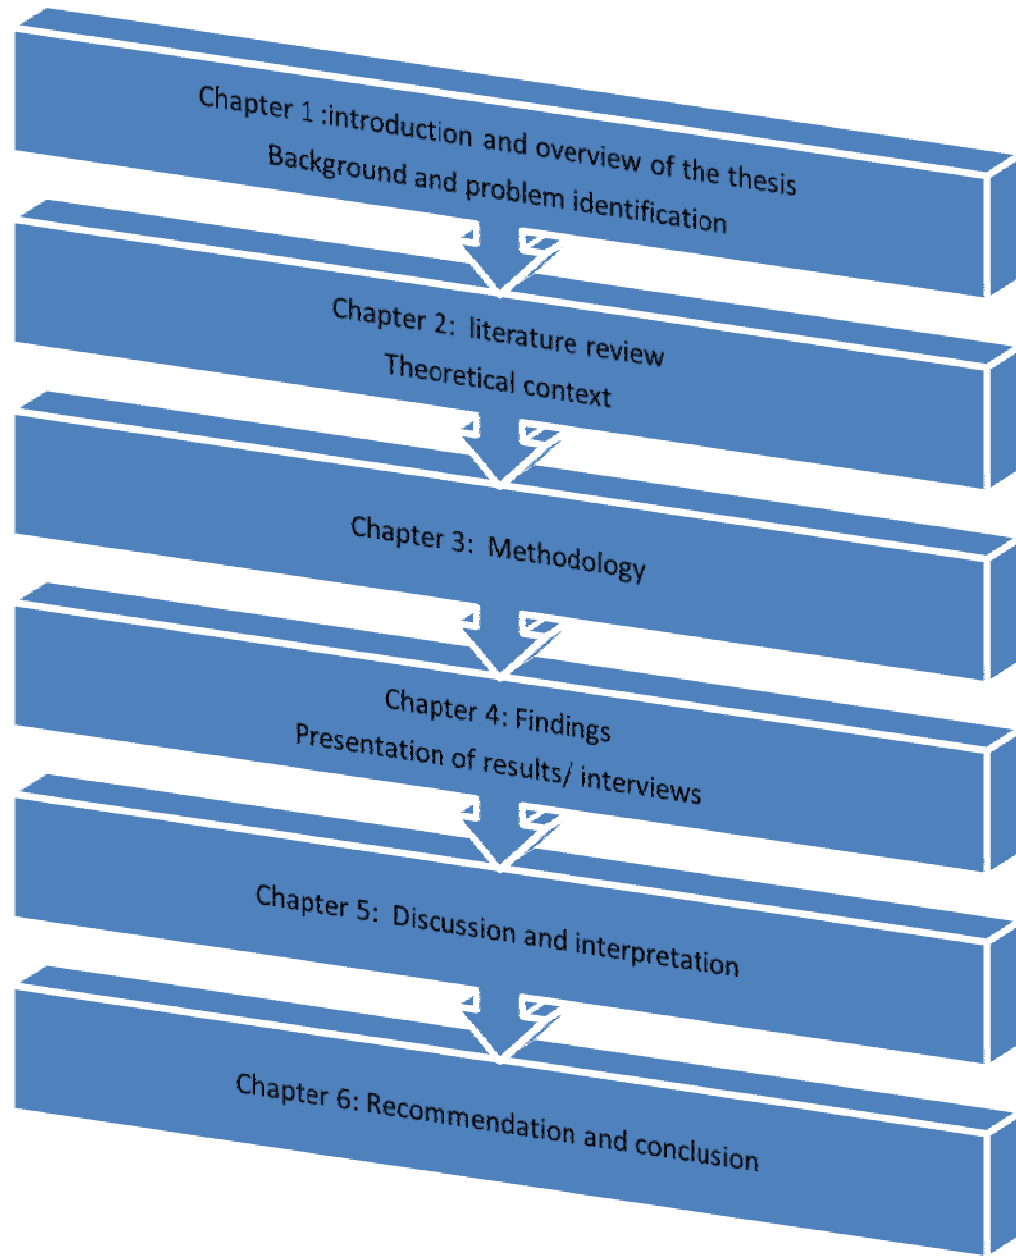 Chapter 1 :introduction and overview of the thesis
Background and problem identification
Chapter 2:  literature review
Theoretical context
Chapter 3:  Methodology
Chapter 4: Findings
Presentation of results/ interviews
Chapter 5:  Discussion and interpretation
Chapter 6: Recommendation and conclusion